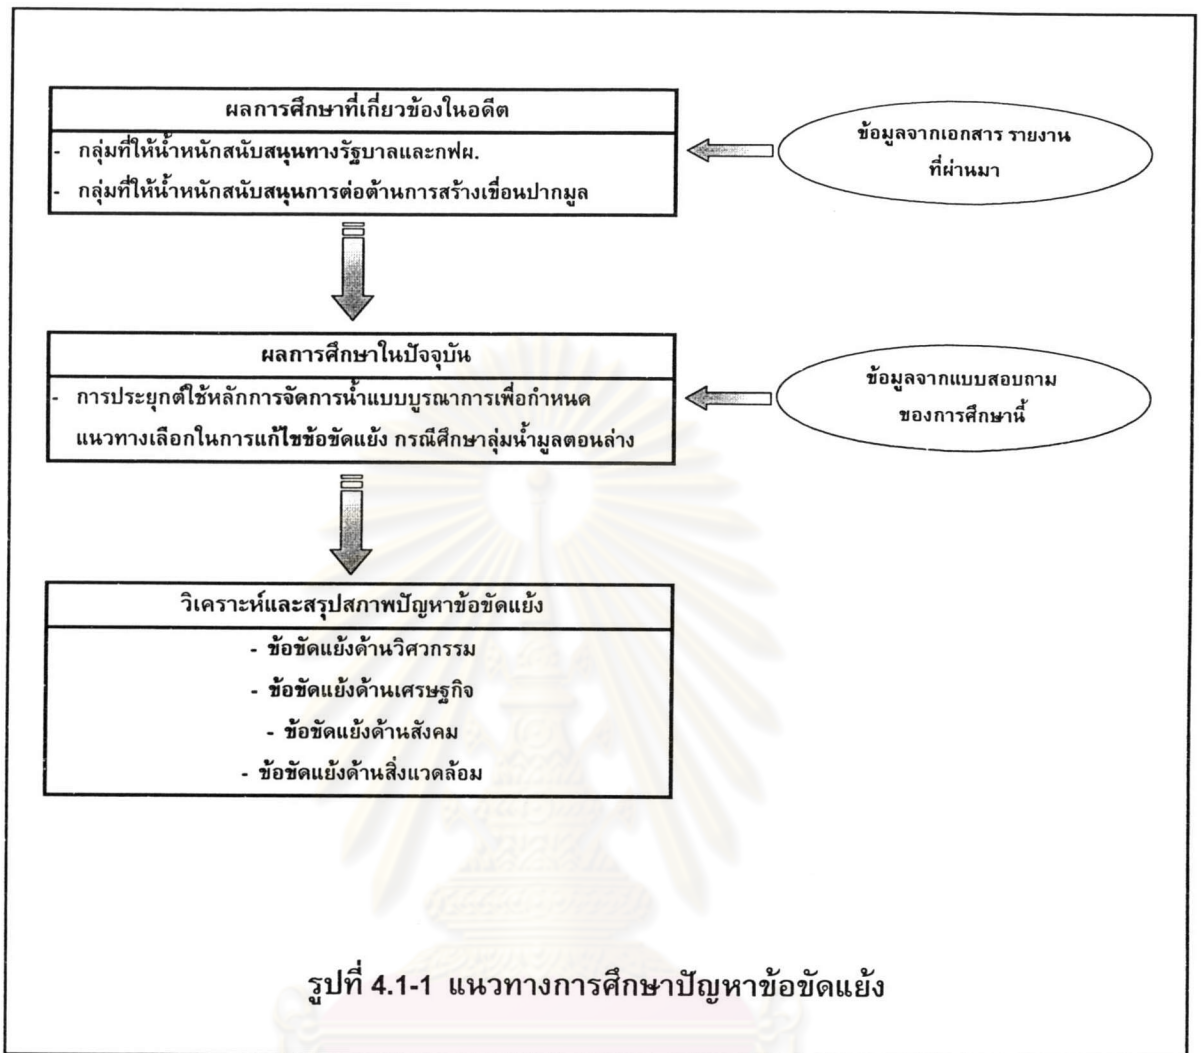 ผลการศึกษาที่เกี่ยวข้องในอดีต
- กลุ่มที่ให้น้ำหนักสนับสนุนทางรัฐบาลและกฟผ.
- กลุ่มที่ให้น้ำหนักสนับสนุนการต่อต้านการสร้างเขื่อนปากมูล
ข้อมูลจากเอกสาร รายงาน
ที่ผ่านมา
ผลการศึกษาในปัจจุบัน
- การประยุกต์ใช้หลักการจัดการน้ำแบบบูรณาการเพื่อกำหนด
แนวทางเลือกในการแก้ไขข้อขัดแย้ง กรณีศึกษาลุ่มน้ำมูลตอนล่าง
ข้อมูลจากแบบสอบถาม
ของการศึกษานี้
วิเคราะห์และสรุปสภาพปัญหาข้อขัดแย้ง
- ข้อขัดแย้งด้านวิศวกรรม
- ข้อขัดแย้งด้านเศรษฐกิจ
- ข้อขัดแย้งด้านสังคม
- ข้อขัดแย้งด้านสิ่งแวดล้อม
รูปที่ 4.1-1 แนวทางการศึกษาปัญหาข้อขัดแย้ง